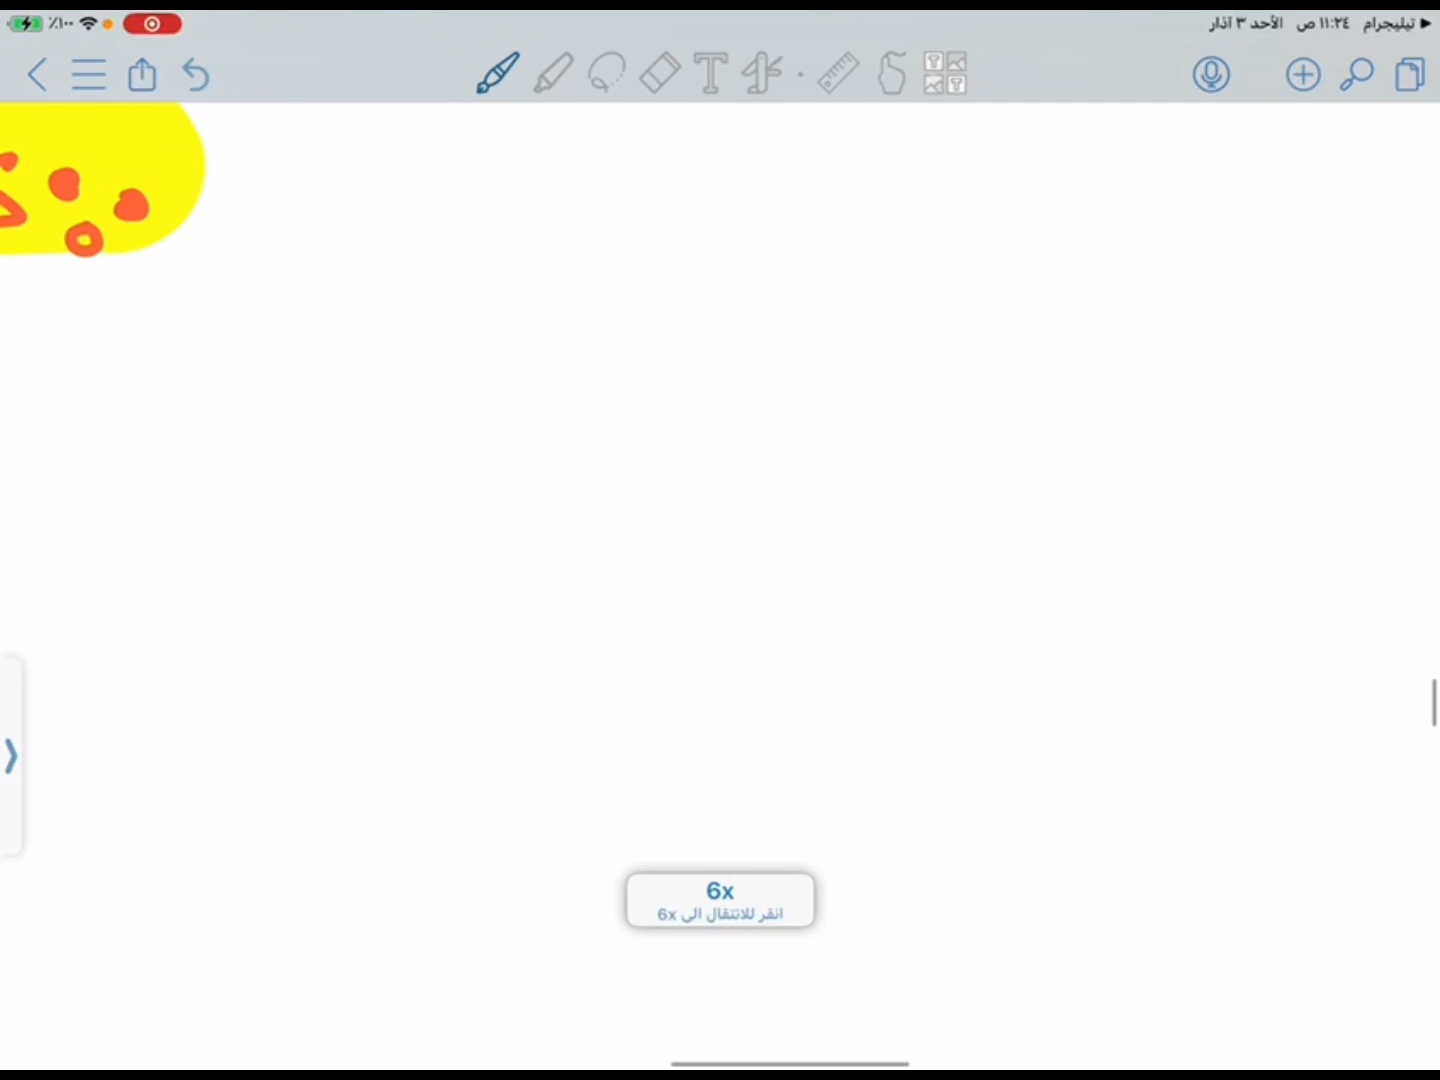 ٪١٠٠ ◀ تيليجرام ١١:٢٤ ص الأحد ٣ آذار
6x
انقر للانتقال الى 6x